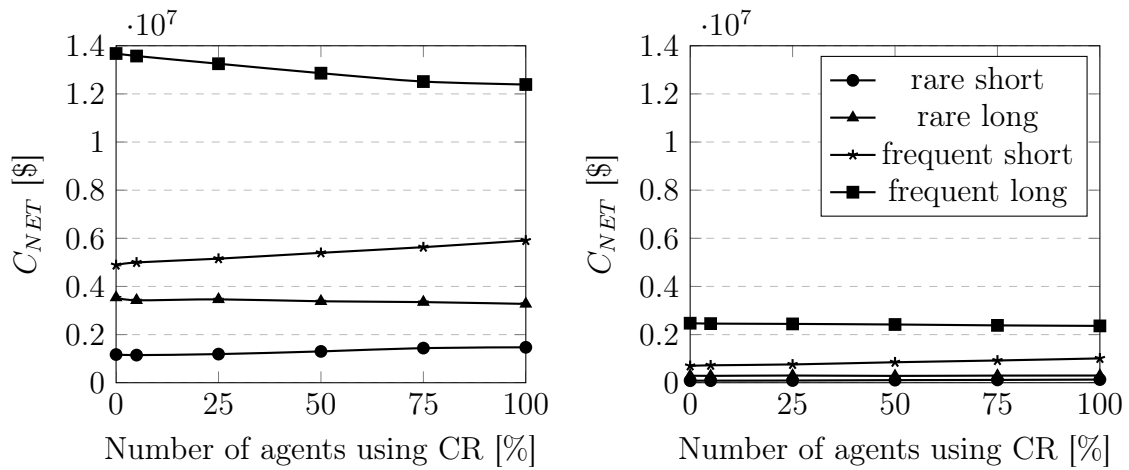 ·10^7
1.4
1.2
1
0.8
0.6
0.4
0.2
0
C_NET [$]
0 25 50 75 100
Number of agents using CR [%]
·10^7
1.4
1.2
1
0.8
0.6
0.4
0.2
0
C_NET [$]
0 25 50 75 100
Number of agents using CR [%]
rare short
rare long
frequent short
frequent long